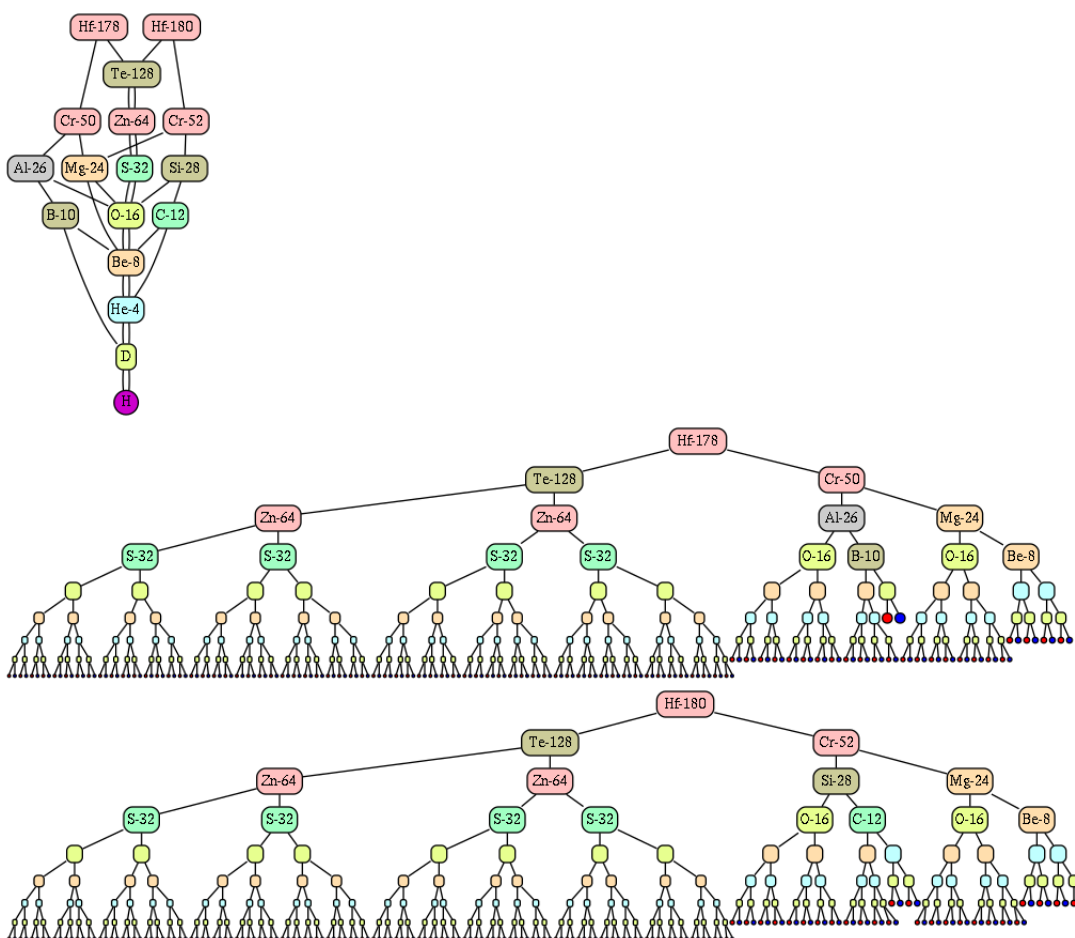 Hf-178 Hf-180
Te-128
Cr-50 Zn-64 Cr-52
Al-26 Mg-24 S-32 Si-28
B-10 O-16 C-12
Be-8
He-4
D
H
Hf-178
Te-128 Cr-50
Zn-64 Zn-64 Al-26 Mg-24
S-32 S-32 S-32 S-32 O-16 B-10 O-16 Be-8
Hf-180
Te-128 Cr-52
Zn-64 Zn-64 Si-28 Mg-24
S-32 S-32 S-32 S-32 O-16 C-12 O-16 Be-8